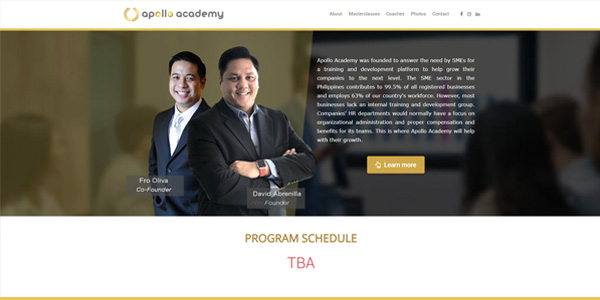 apollo academy
About Masterclasses Coaches Photos Contact
Apollo Academy was founded to answer the need by SMEs for
a training and development platform to help grow their
companies to the next level. The SME sector in the
Philippines contributes to 99.5% of all registered businesses
and employs 63% of our country's workforce. However, most
businesses lack an internal training and development group.
Companies' HR departments would normally have a focus on
organizational administration and proper compensation and
benefits for its teams. This is where Apollo Academy will help
with their growth.
Learn more
Fro Oliva
Co-Founder
David Abrenilla
Founder
PROGRAM SCHEDULE
TBA